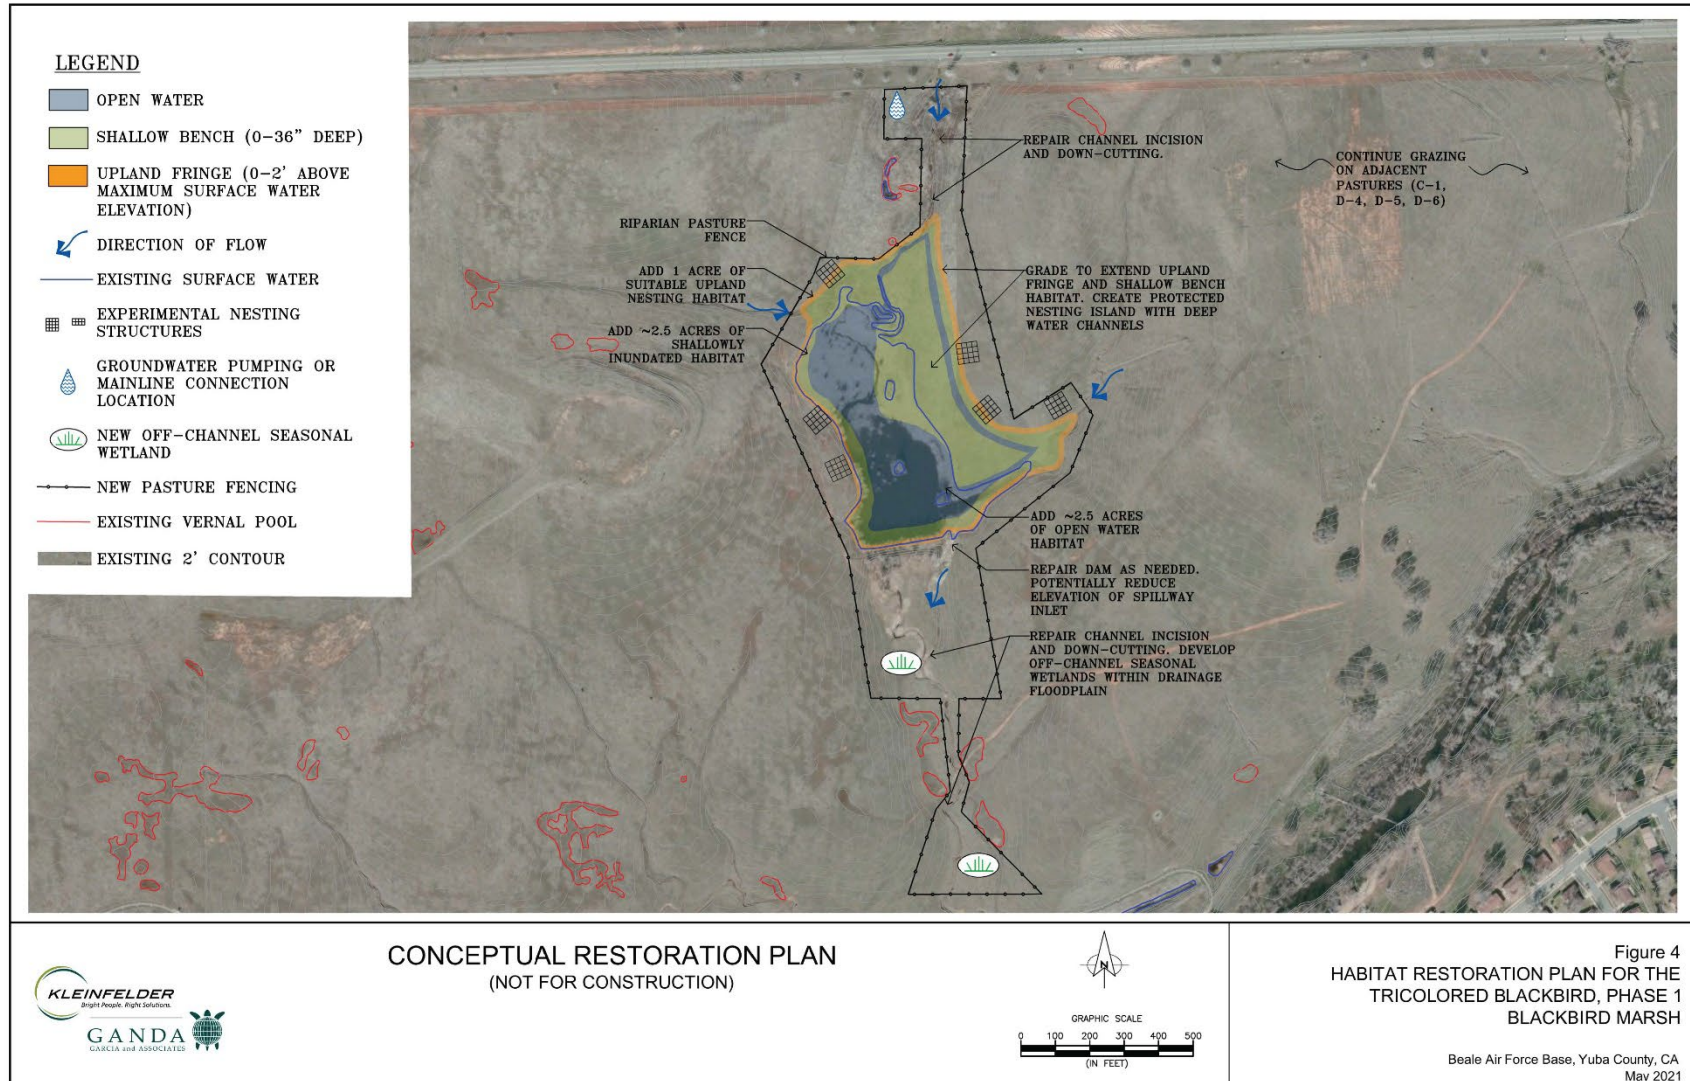 LEGEND
OPEN WATER
SHALLOW BENCH (0-36" DEEP)
UPLAND FRINGE (0-2' ABOVE
MAXIMUM SURFACE WATER
ELEVATION)
DIRECTION OF FLOW
EXISTING SURFACE WATER
EXPERIMENTAL NESTING
STRUCTURES
GROUNDWATER PUMPING OR
MAINLINE CONNECTION
LOCATION
NEW OFF-CHANNEL SEASONAL
WETLAND
NEW PASTURE FENCING
EXISTING VERNAL POOL
EXISTING 2' CONTOUR
REPAIR CHANNEL INCISION
AND DOWN-CUTTING.
CONTINUE GRAZING
ON ADJACENT
PASTURES (C-1,
D-4, D-5, D-6)
RIPARIAN PASTURE
FENCE
ADD 1 ACRE OF
SUITABLE UPLAND
NESTING HABITAT
ADD ~2.5 ACRES OF
SHALLOWLY
INUNDATED HABITAT
GRADE TO EXTEND UPLAND
FRINGE AND SHALLOW BENCH
HABITAT. CREATE PROTECTED
NESTING ISLAND WITH DEEP
WATER CHANNELS
ADD ~2.5 ACRES
OF OPEN WATER
HABITAT
REPAIR DAM AS NEEDED.
POTENTIALLY REDUCE
ELEVATION OF SPILLWAY
INLET
REPAIR CHANNEL INCISION
AND DOWN-CUTTING. DEVELOP
OFF-CHANNEL SEASONAL
WETLANDS WITHIN DRAINAGE
FLOODPLAIN
KLEINFELDER
Bright People. Right Solutions.
GANDA
GARCIA and ASSOCIATES
CONCEPTUAL RESTORATION PLAN
(NOT FOR CONSTRUCTION)
N
GRAPHIC SCALE
0 100 200 300 400 500
(IN FEET)
Figure 4
HABITAT RESTORATION PLAN FOR THE
TRICOLORED BLACKBIRD, PHASE 1
BLACKBIRD MARSH
Beale Air Force Base, Yuba County, CA
May 2021